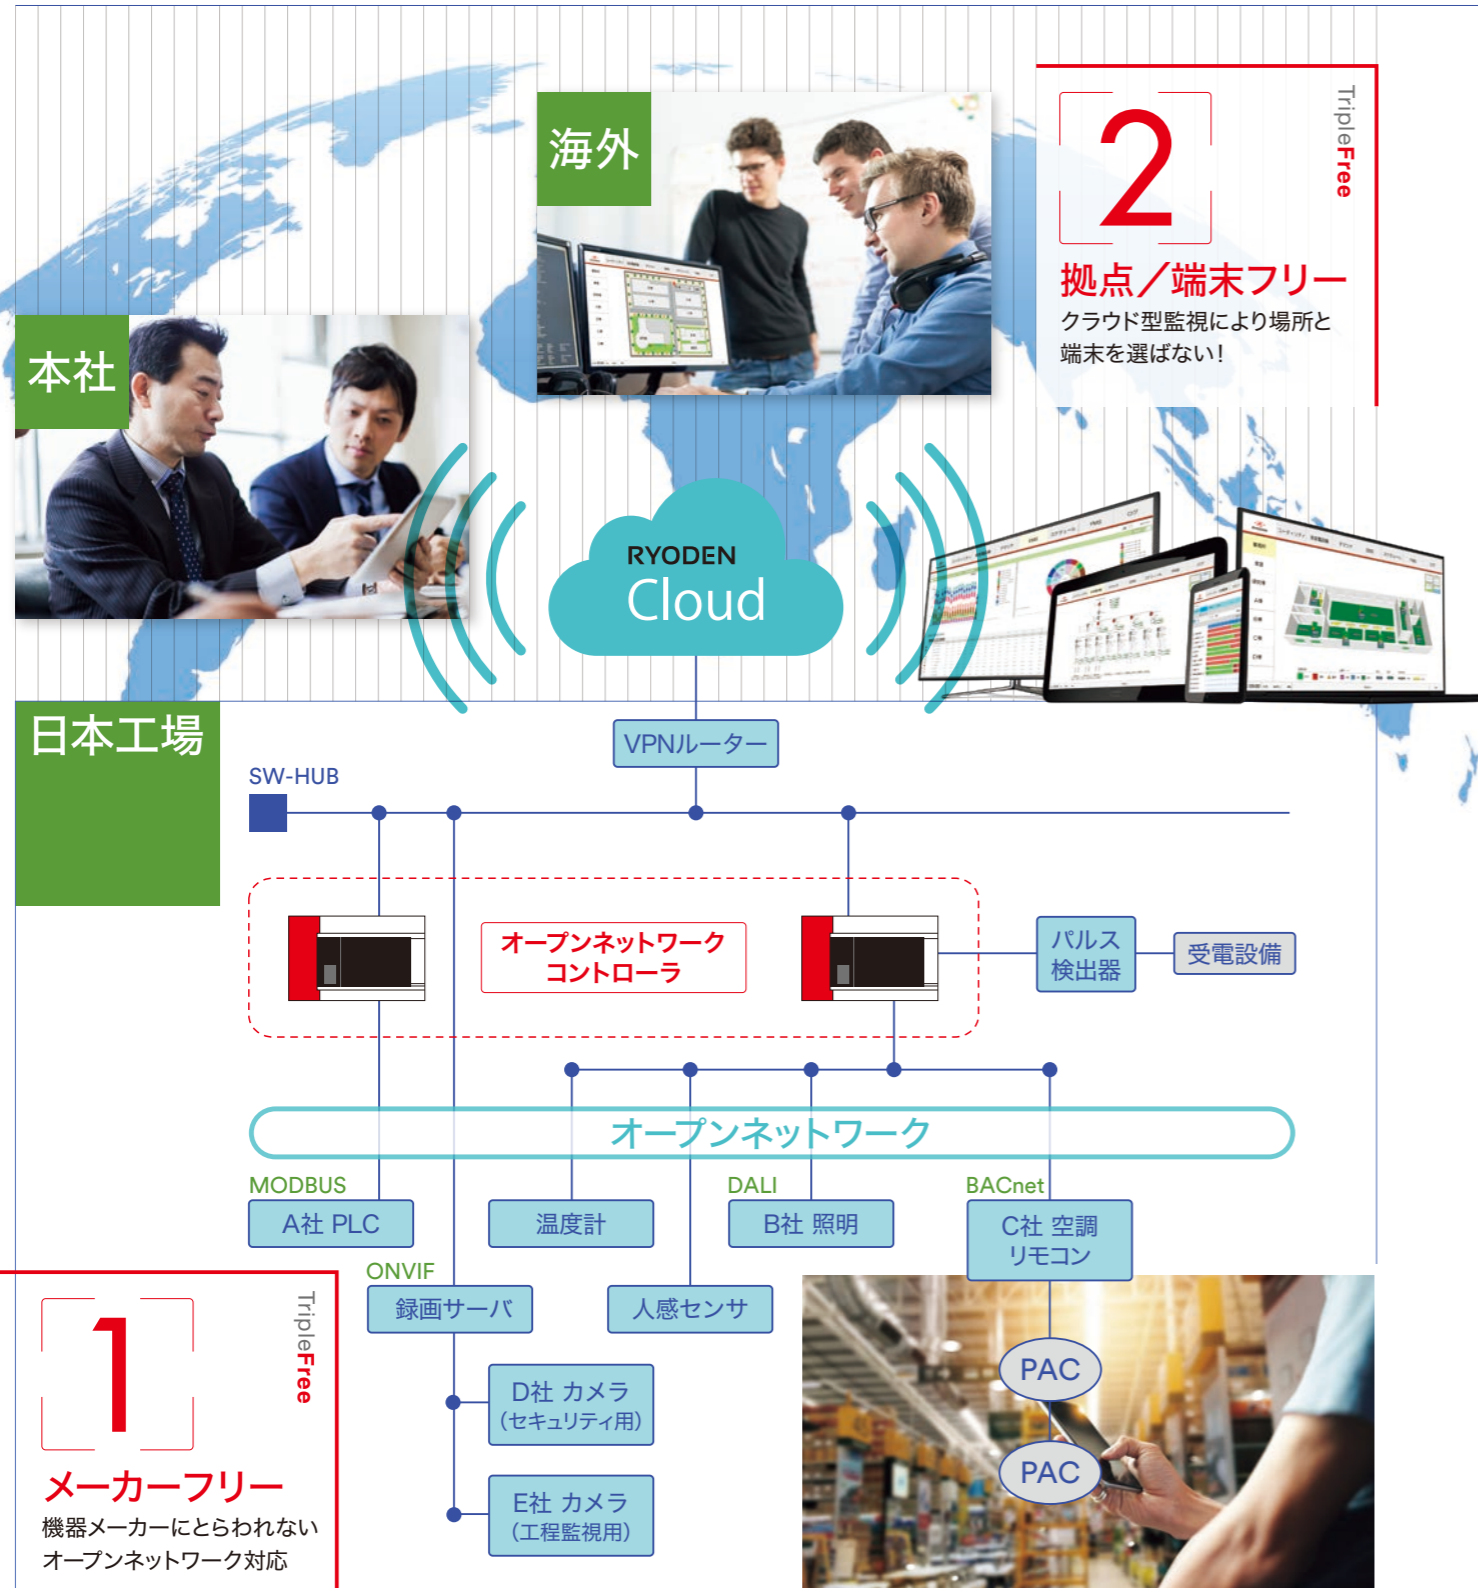 海外
本社
TripleFree
2
拠点／端末フリー
クラウド型監視により場所と
端末を選ばない！
RYODEN
Cloud
日本工場
VPNルーター
SW-HUB
オープンネットワーク
コントローラ
パルス
検出器
受電設備
オープンネットワーク
MODBUS
A社 PLC
温度計
DALI
B社 照明
BACnet
C社 空調
リモコン
ONVIF
録画サーバ
人感センサ
D社 カメラ
（セキュリティ用）
E社 カメラ
（工程監視用）
PAC
PAC
TripleFree
1
メーカーフリー
機器メーカーにとらわれない
オープンネットワーク対応